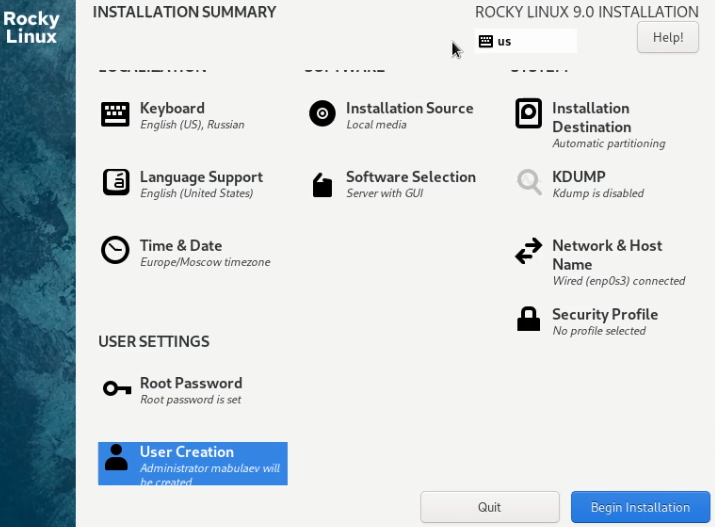 Rocky
Linux
INSTALLATION SUMMARY
ROCKY LINUX 9.0 INSTALLATION
us
Help!
LOCALIZATION
SOFTWARE
SYSTEM
Keyboard
English (US), Russian
Installation Source
Local media
Installation
Destination
Automatic partitioning
Language Support
English (United States)
Software Selection
Server with GUI
KDUMP
Kdump is disabled
Time & Date
Europe/Moscow timezone
Network & Host
Name
Wired (enp0s3) connected
Security Profile
No profile selected
USER SETTINGS
Root Password
Root password is set
User Creation
Administrator mabulaev will
be created
Quit
Begin Installation